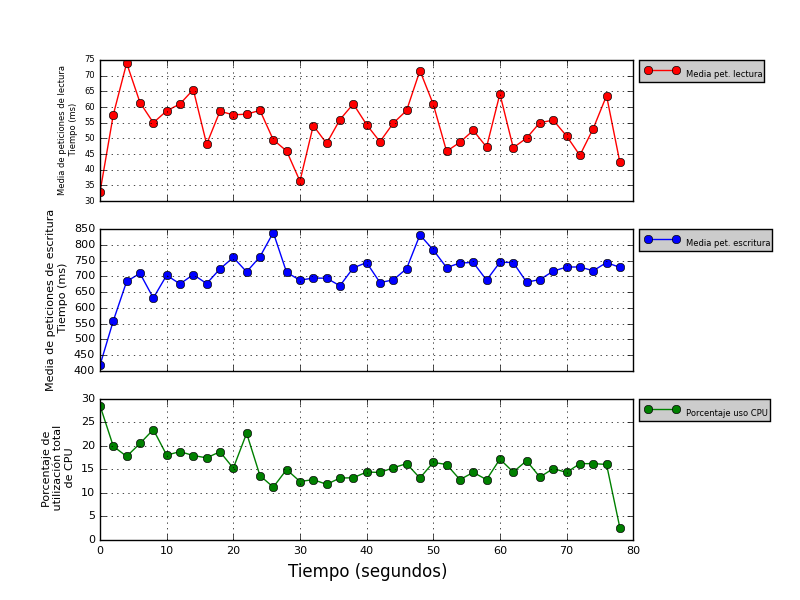 75
70
65
60
55
50
45
40
35
30
Media de peticiones de lectura
Tiempo (ms)
Media pet. lectura
850
800
750
700
650
600
550
500
450
400
Media de peticiones de escritura
Tiempo (ms)
Media pet. escritura
30
25
20
15
10
5
0
Porcentaje de
utilización total
de CPU
Porcentaje uso CPU
0 10 20 30 40 50 60 70 80
Tiempo (segundos)